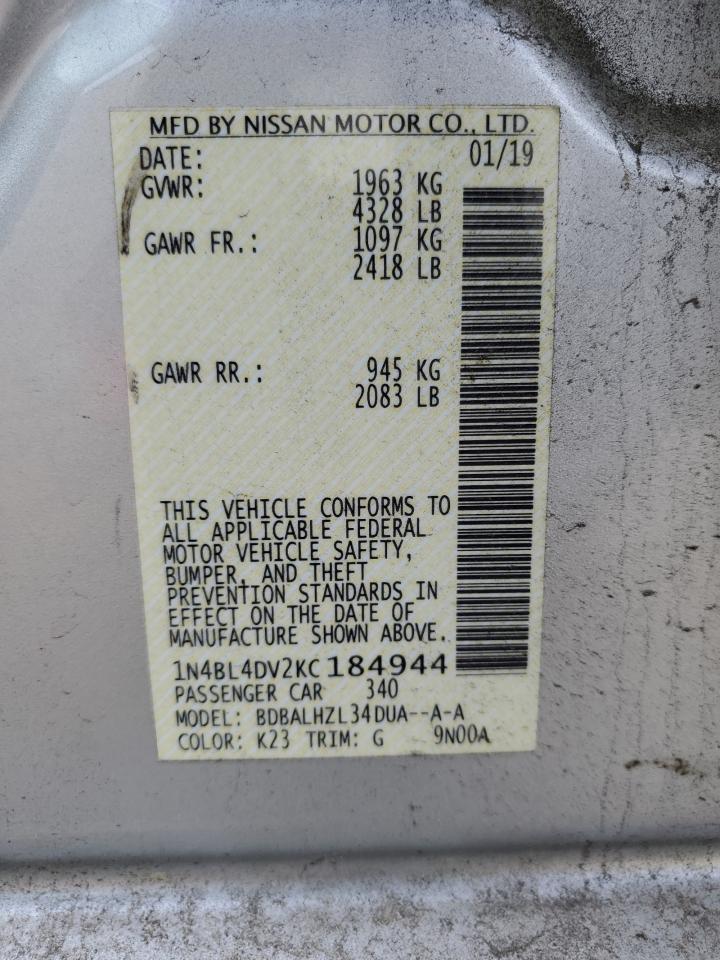 MFD BY NISSAN MOTOR CO., LTD.
DATE: 01/19
GVWR: 1963 KG
4328 LB
GAWR FR.: 1097 KG
2418 LB
GAWR RR.: 945 KG
2083 LB
THIS VEHICLE CONFORMS TO
ALL APPLICABLE FEDERAL
MOTOR VEHICLE SAFETY,
BUMPER, AND THEFT
PREVENTION STANDARDS IN
EFFECT ON THE DATE OF
MANUFACTURE SHOWN ABOVE.
1N4BL4DV2KC184944
PASSENGER CAR 340
MODEL: BDBALHZL34DUA--A-A
COLOR: K23 TRIM: G 9N00A